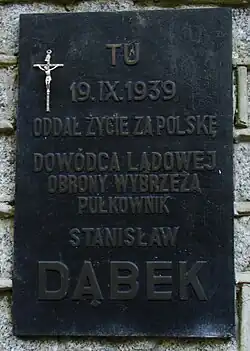 TU
19.IX.1939
ODDAŁ ŻYCIE ZA POLSKĘ
DOWÓDCA LĄDOWEJ
OBRONY WYBRZEŻA
PUŁKOWNIK
STANISŁAW
DĄBEK